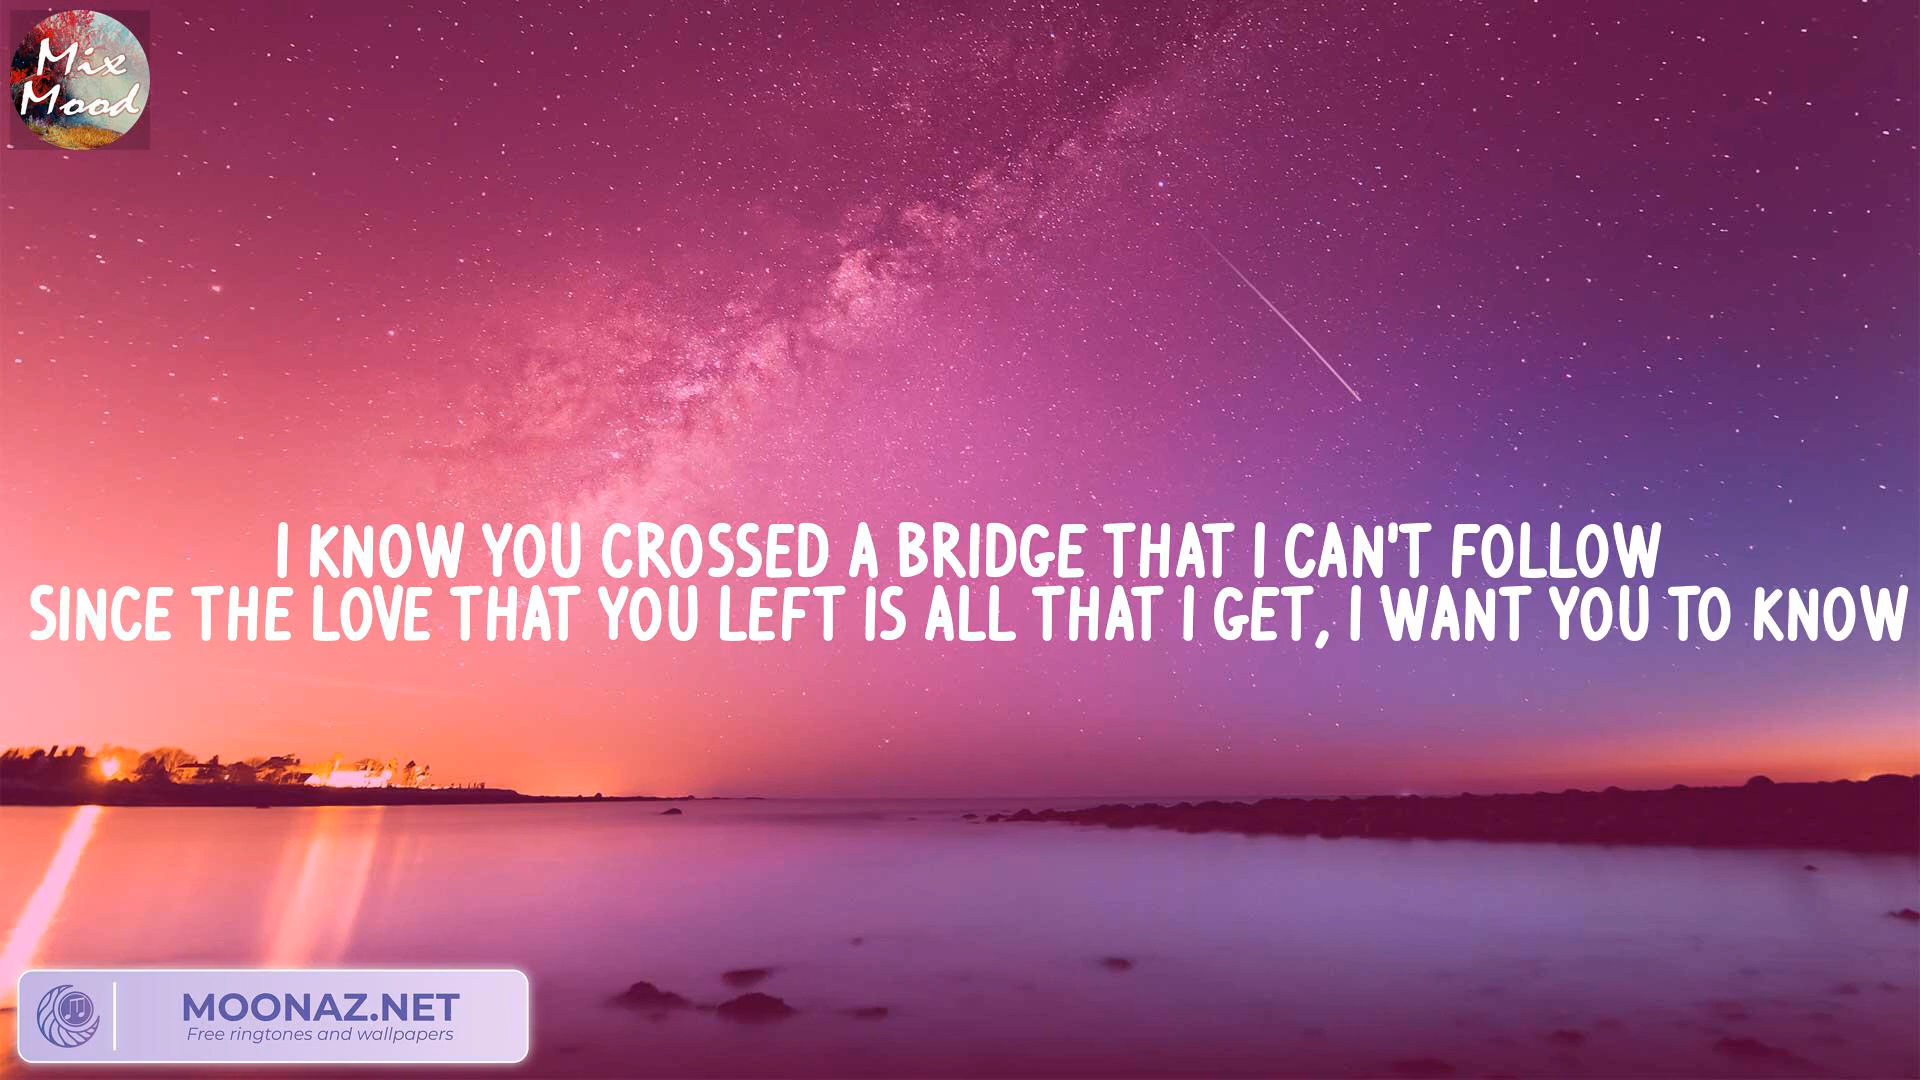 Mix
Mood
I KNOW YOU CROSSED A BRIDGE THAT I CAN'T FOLLOW
SINCE THE LOVE THAT YOU LEFT IS ALL THAT I GET, I WANT YOU TO KNOW
MOONAZ.NET
Free ringtones and wallpapers